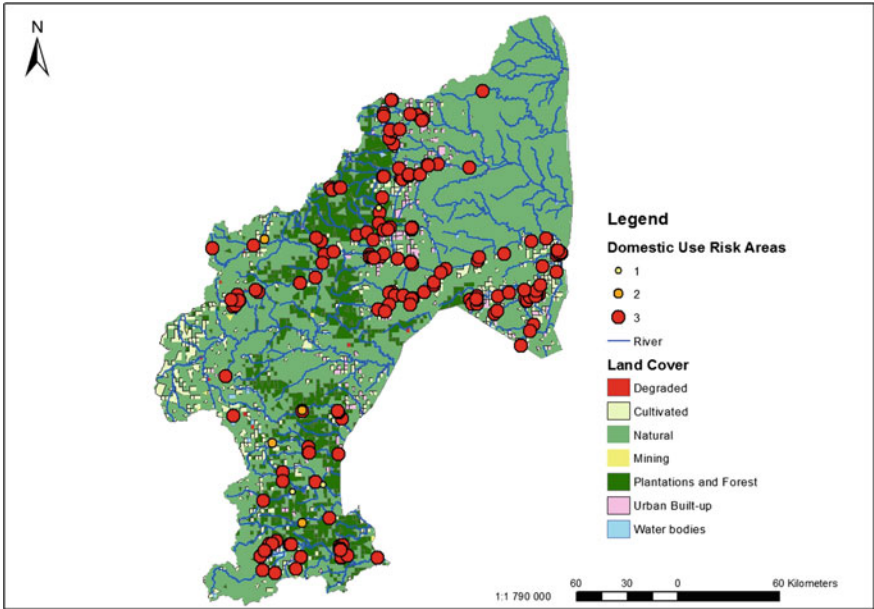 N
Legend
Domestic Use Risk Areas
1
2
3
River
Land Cover
Degraded
Cultivated
Natural
Mining
Plantations and Forest
Urban Built-up
Water bodies
1:1 790 000
60 30 0 60 Kilometers